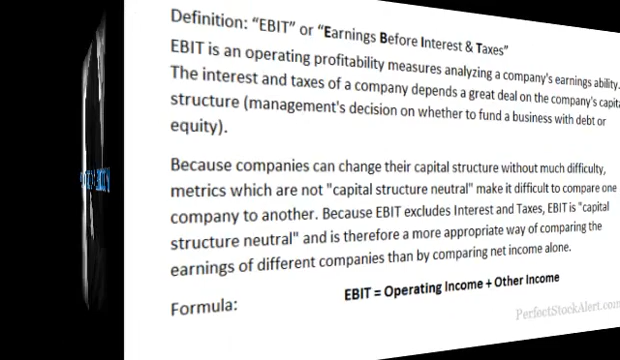 Definition: "EBIT" or "Earnings Before Interest & Taxes"
EBIT is an operating profitability measures analyzing a company's earnings ability.
The interest and taxes of a company depends a great deal on the company's
structure (management's decision on whether to fund a business with debt or
equity).
Because companies can change their capital structure without much difficulty,
metrics which are not "capital structure neutral" make it difficult to compare one
company to another. Because EBIT excludes Interest and Taxes, EBIT is "capital
structure neutral" and is therefore a more appropriate way of comparing the
earnings of different companies than by comparing net income alone.
Formula:
EBIT = Operating Income + Other Income
PerfectStockAlert.com